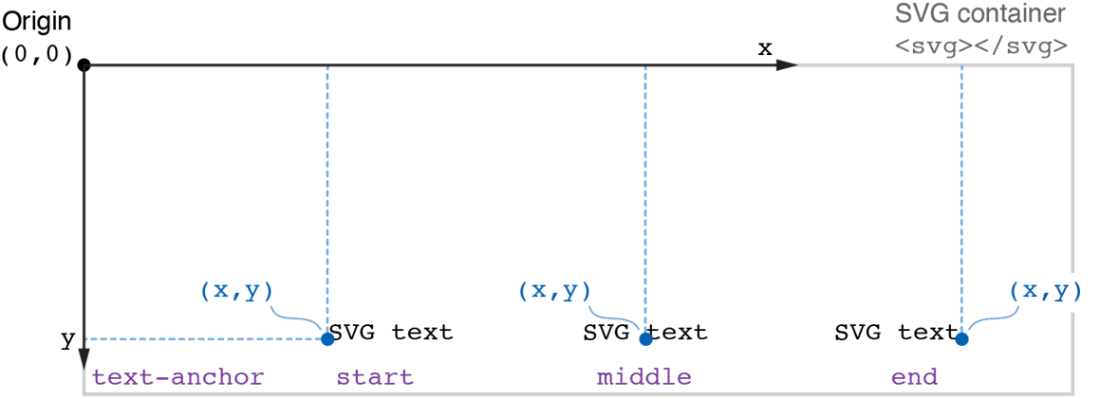 Origin
(0,0)
SVG container
<svg></svg>
x
(x,y)
(x,y)
(x,y)
y
SVG text
SVG text
SVG text
text-anchor
start
middle
end